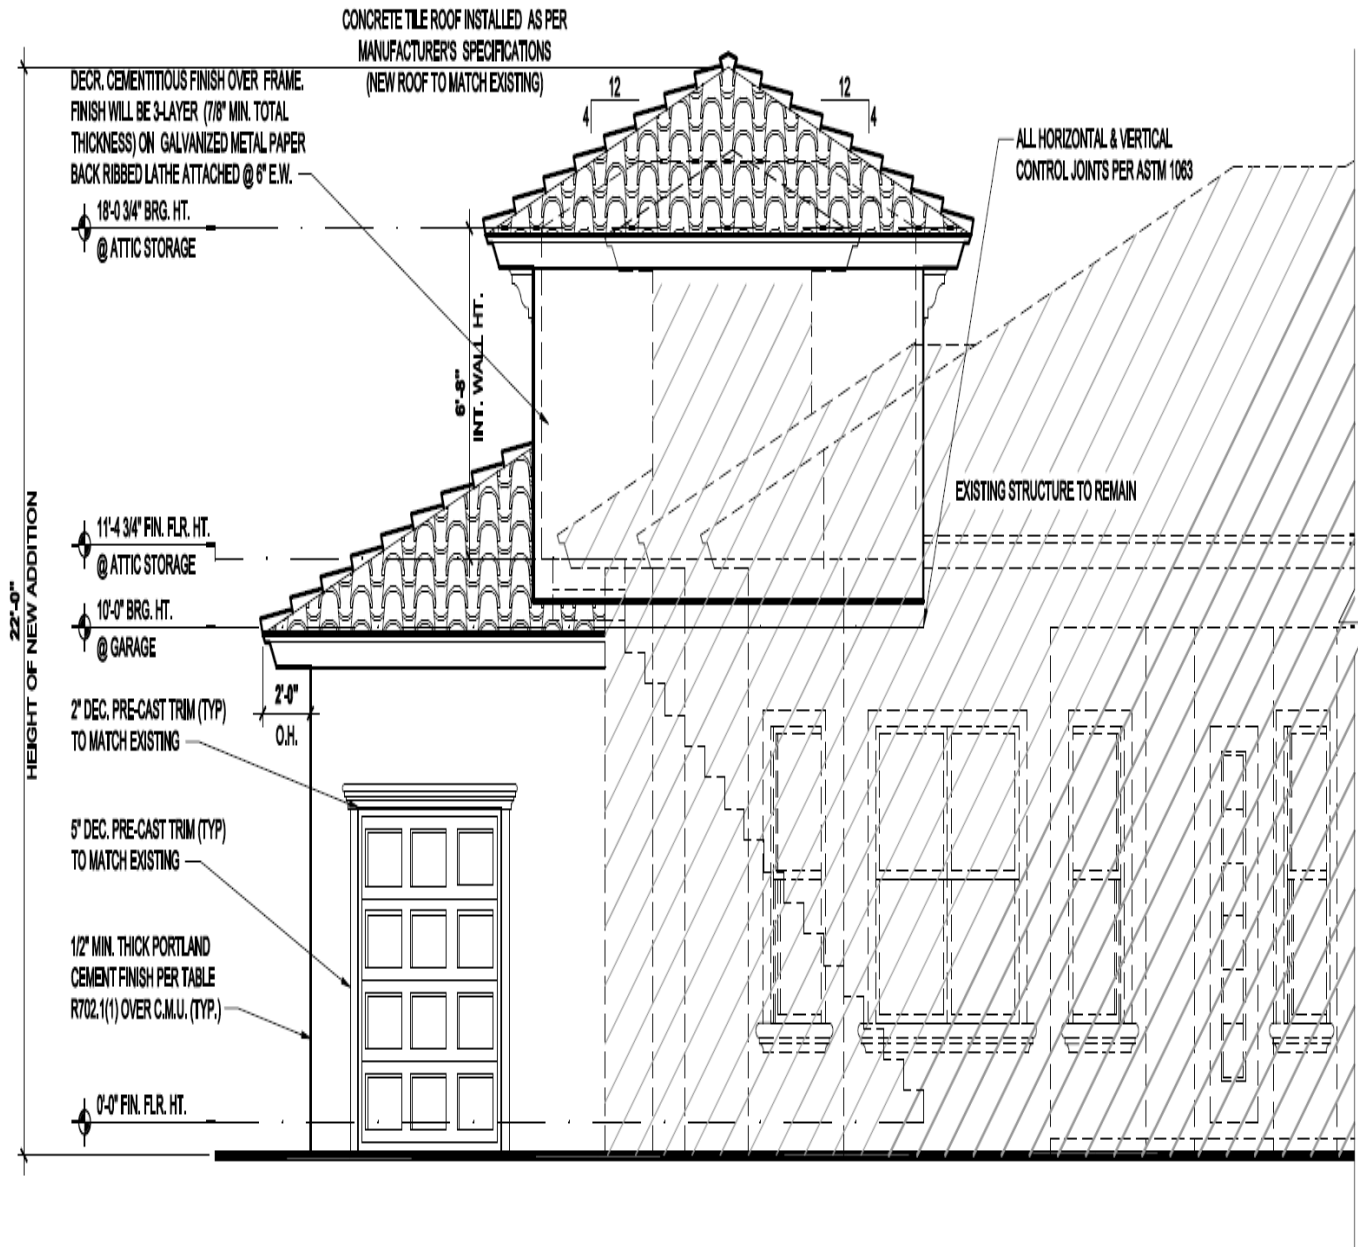 CONCRETE TILE ROOF INSTALLED AS PER
MANUFACTURER'S SPECIFICATIONS
(NEW ROOF TO MATCH EXISTING)
DECR. CEMENTITIOUS FINISH OVER FRAME.
FINISH WILL BE 3-LAYER (7/8" MIN. TOTAL
THICKNESS) ON GALVANIZED METAL PAPER
BACK RIBBED LATHE ATTACHED @ 6" E.W.
12
4
12
4
ALL HORIZONTAL & VERTICAL
CONTROL JOINTS PER ASTM 1063
18'-0 3/4" BRG. HT.
@ ATTIC STORAGE
6'-8"
INT. WALL HT.
EXISTING STRUCTURE TO REMAIN
11'-4 3/4" FIN. FLR. HT.
@ ATTIC STORAGE
10'-0" BRG. HT.
@ GARAGE
22'-0"
HEIGHT OF NEW ADDITION
2'-0"
O.H.
2" DEC. PRE-CAST TRIM (TYP)
TO MATCH EXISTING
5" DEC. PRE-CAST TRIM (TYP)
TO MATCH EXISTING
1/2" MIN. THICK PORTLAND
CEMENT FINISH PER TABLE
R702.1(1) OVER C.M.U. (TYP.)
0'-0" FIN. FLR. HT.